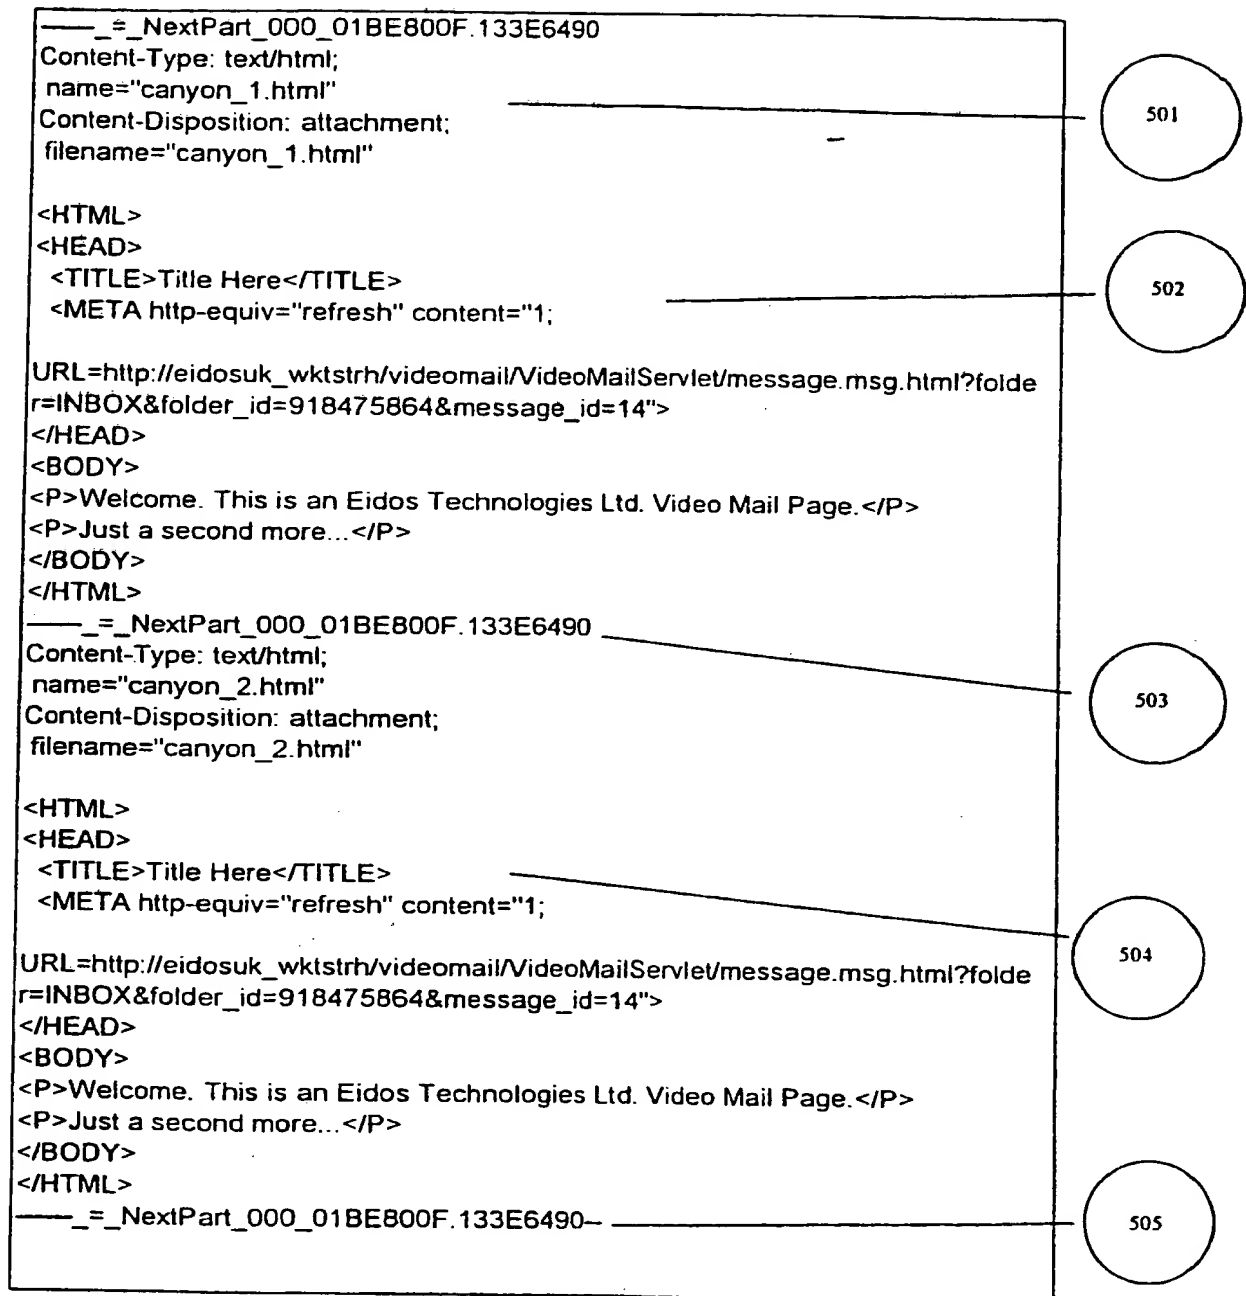 ——_=_NextPart_000_01BE800F.133E6490
Content-Type: text/html;
name="canyon_1.html"
501
Content-Disposition: attachment;
filename="canyon_1.html"
<HTML>
<HEAD>
<TITLE>Title Here</TITLE>
502
<META http-equiv="refresh" content="1;
URL=http://eidosuk_wktstrh/videomail/VideoMailServlet/message.msg.html?folde
r=INBOX&folder_id=918475864&message_id=14">
</HEAD>
<BODY>
<P>Welcome. This is an Eidos Technologies Ltd. Video Mail Page.</P>
<P>Just a second more...</P>
</BODY>
</HTML>
——_=_NextPart_000_01BE800F.133E6490
Content-Type: text/html;
name="canyon_2.html"
503
Content-Disposition: attachment;
filename="canyon_2.html"
<HTML>
<HEAD>
<TITLE>Title Here</TITLE>
<META http-equiv="refresh" content="1;
504
URL=http://eidosuk_wktstrh/videomail/VideoMailServlet/message.msg.html?folde
r=INBOX&folder_id=918475864&message_id=14">
</HEAD>
<BODY>
<P>Welcome. This is an Eidos Technologies Ltd. Video Mail Page.</P>
<P>Just a second more...</P>
</BODY>
</HTML>
——_=_NextPart_000_01BE800F.133E6490–
505